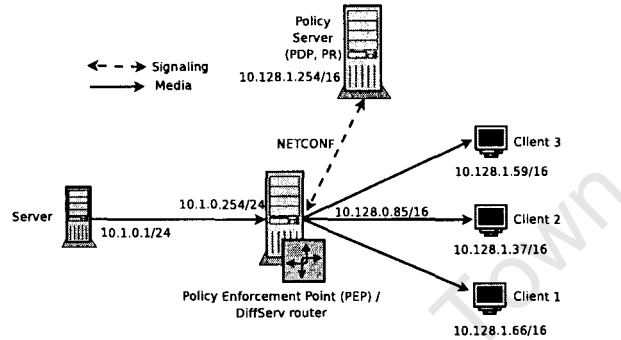 Policy
Server
(PDP, PR)
10.128.1.254/16
Signaling
Media
NETCONF
Client 3
10.128.1.59/16
10.1.0.254/24
10.128.0.85/16
Server
10.1.0.1/24
Client 2
10.128.1.37/16
Policy Enforcement Point (PEP) /
DiffServ router
Client 1
10.128.1.66/16
Town